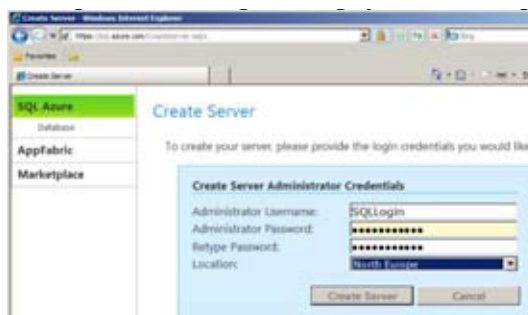 Create Server - Windows Internet Explorer
Favorites
Create Server
SQL Azure
Database
AppFabric
Marketplace
Create Server
To create your server, please provide the login credentials you would like
Create Server Administrator Credentials
Administrator Username: SQLLogin
Administrator Password:
Retype Password:
Location: North Europe
Create Server Cancel